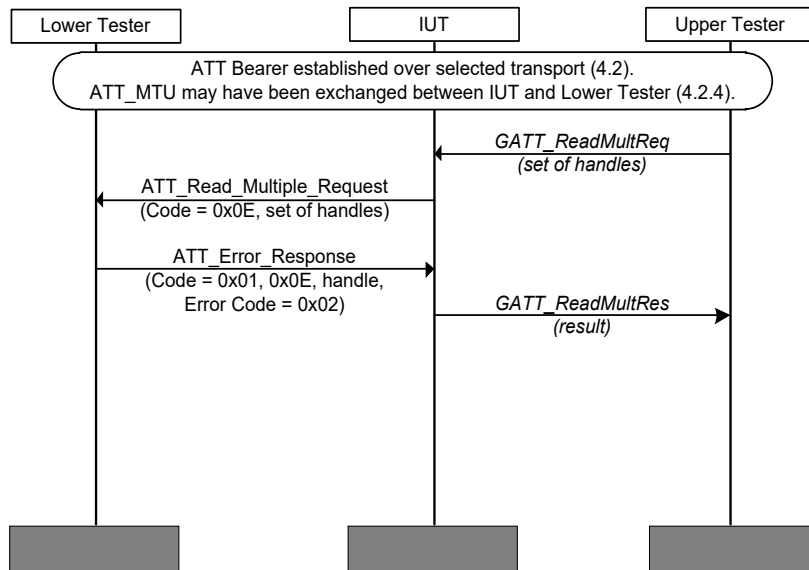 Lower Tester
IUT
Upper Tester
ATT Bearer established over selected transport (4.2).
ATT_MTU may have been exchanged between IUT and Lower Tester (4.2.4).
GATT_ReadMultReq
(set of handles)
ATT_Read_Multiple_Request
(Code = 0x0E, set of handles)
ATT_Error_Response
(Code = 0x01, 0x0E, handle,
Error Code = 0x02)
GATT_ReadMultRes
(result)